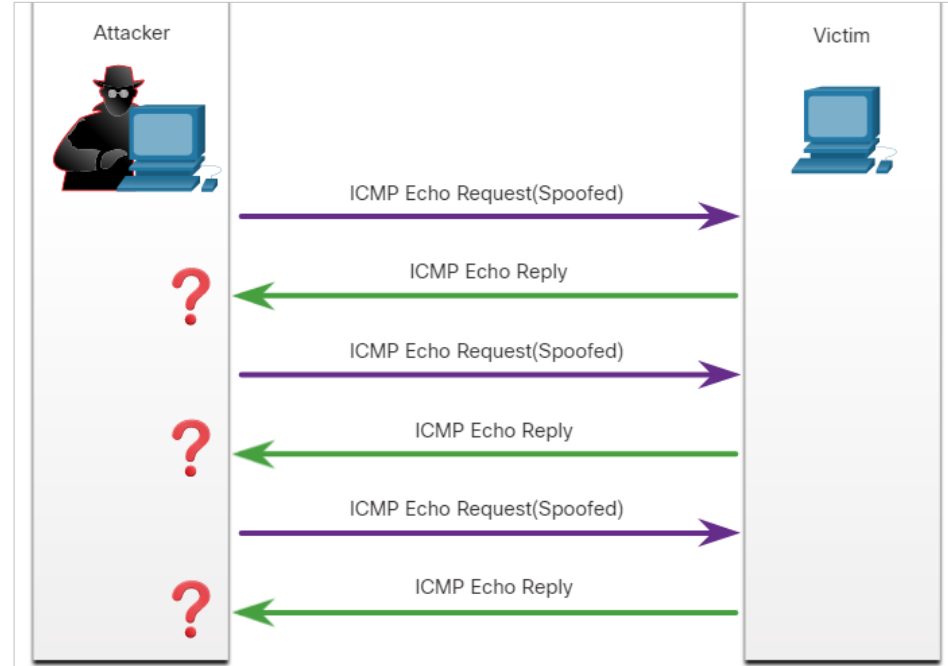 Attacker
Victim
ICMP Echo Request(Spoofed)
?
ICMP Echo Reply
ICMP Echo Request(Spoofed)
?
ICMP Echo Reply
ICMP Echo Request(Spoofed)
?
ICMP Echo Reply